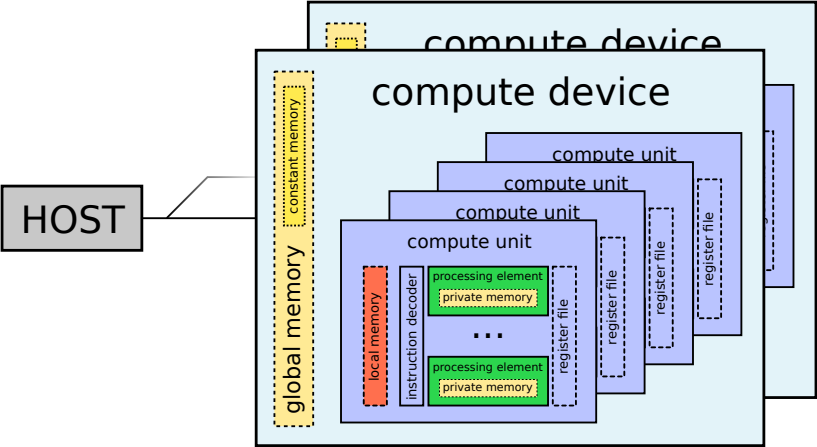 compute device
compute device
HOST
global memory
constant memory
compute unit
compute unit
compute unit
compute unit
local memory
instruction decoder
processing element
private memory
...
processing element
private memory
register file
register file
register file
register file